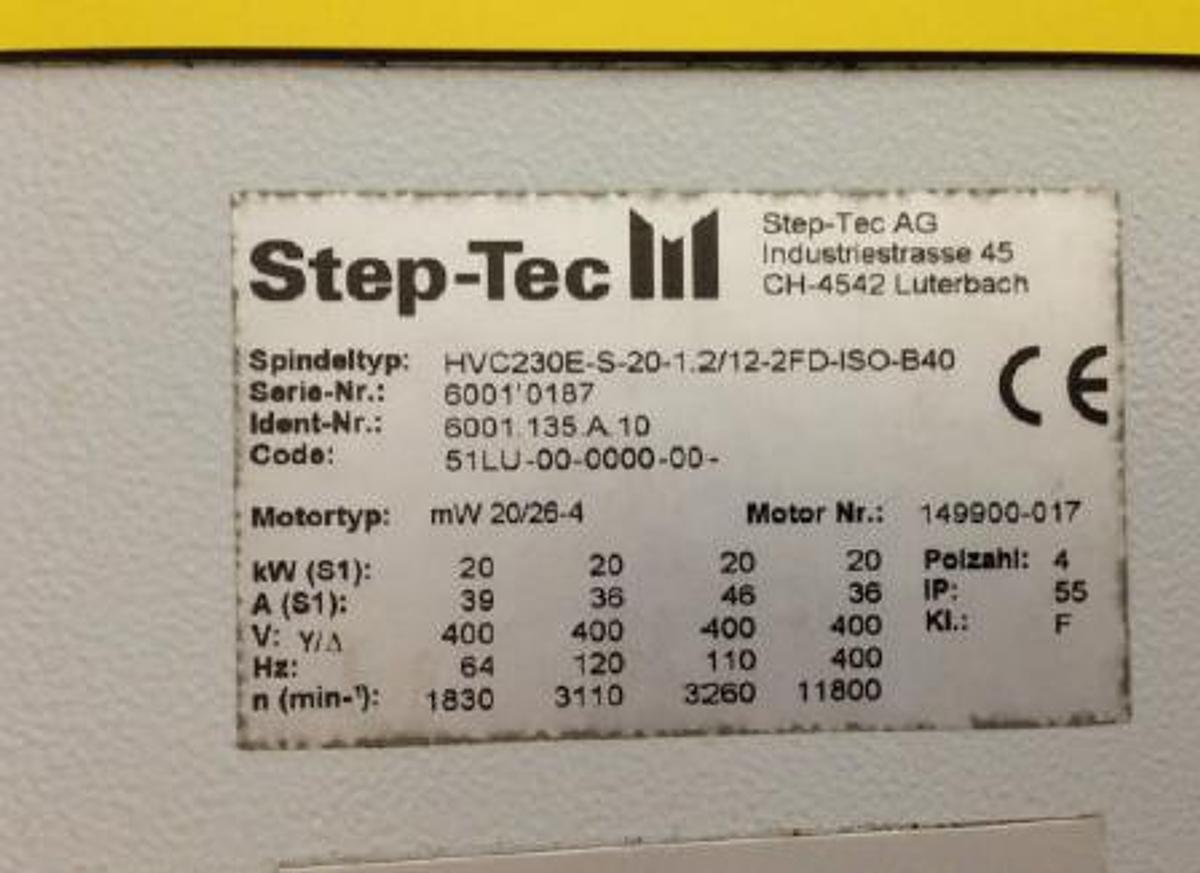 Step-Tec
Step-Tec AG
Industriestrasse 45
CH-4542 Luterbach
Spindeltyp: HVC230E-S-20-1.2/12-2FD-ISO-B40
Serie-Nr.: 6001'0187
Ident-Nr.: 6001.135.A.10
Code: 51LU-00-0000-00-
CE
Motortyp: mW 20/26-4 Motor Nr.: 149900-017
kW (S1): 20 20 20 20 Polzahl: 4
A (S1): 39 36 46 36 IP: 55
V: Y/Δ 400 400 400 400 Kl.: F
Hz: 64 120 110 400
n (min-¹): 1830 3110 3260 11800